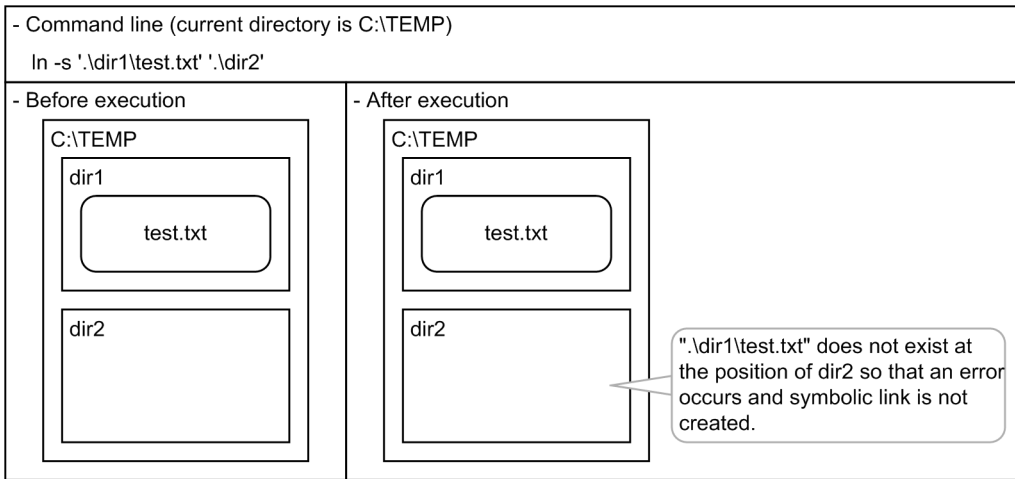 - Command line (current directory is C:\TEMP)
ln -s '.\dir1\test.txt' '.\dir2'
- Before execution
C:\TEMP
dir1
test.txt
dir2
- After execution
C:\TEMP
dir1
test.txt
dir2
".\dir1\test.txt" does not exist at
the position of dir2 so that an error
occurs and symbolic link is not
created.